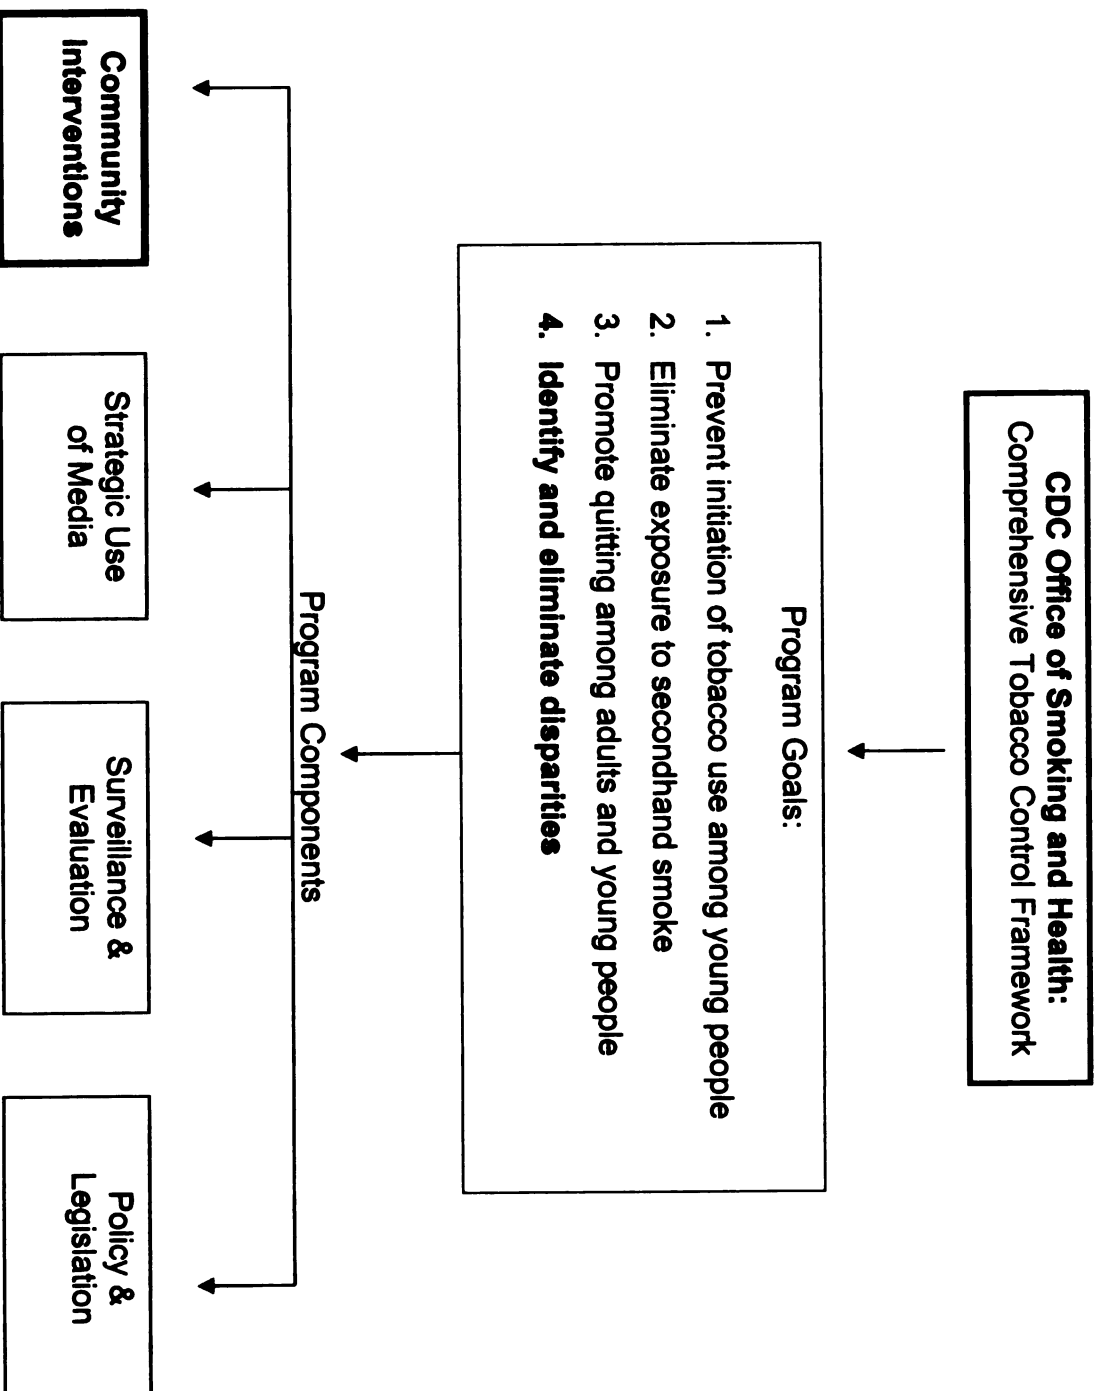 CDC Office of Smoking and Health:
Comprehensive Tobacco Control Framework
Program Goals:
1. Prevent initiation of tobacco use among young people
2. Eliminate exposure to secondhand smoke
3. Promote quitting among adults and young people
4. Identify and eliminate disparities
Program Components
Community
Interventions
Strategic Use
of Media
Surveillance &
Evaluation
Policy &
Legislation